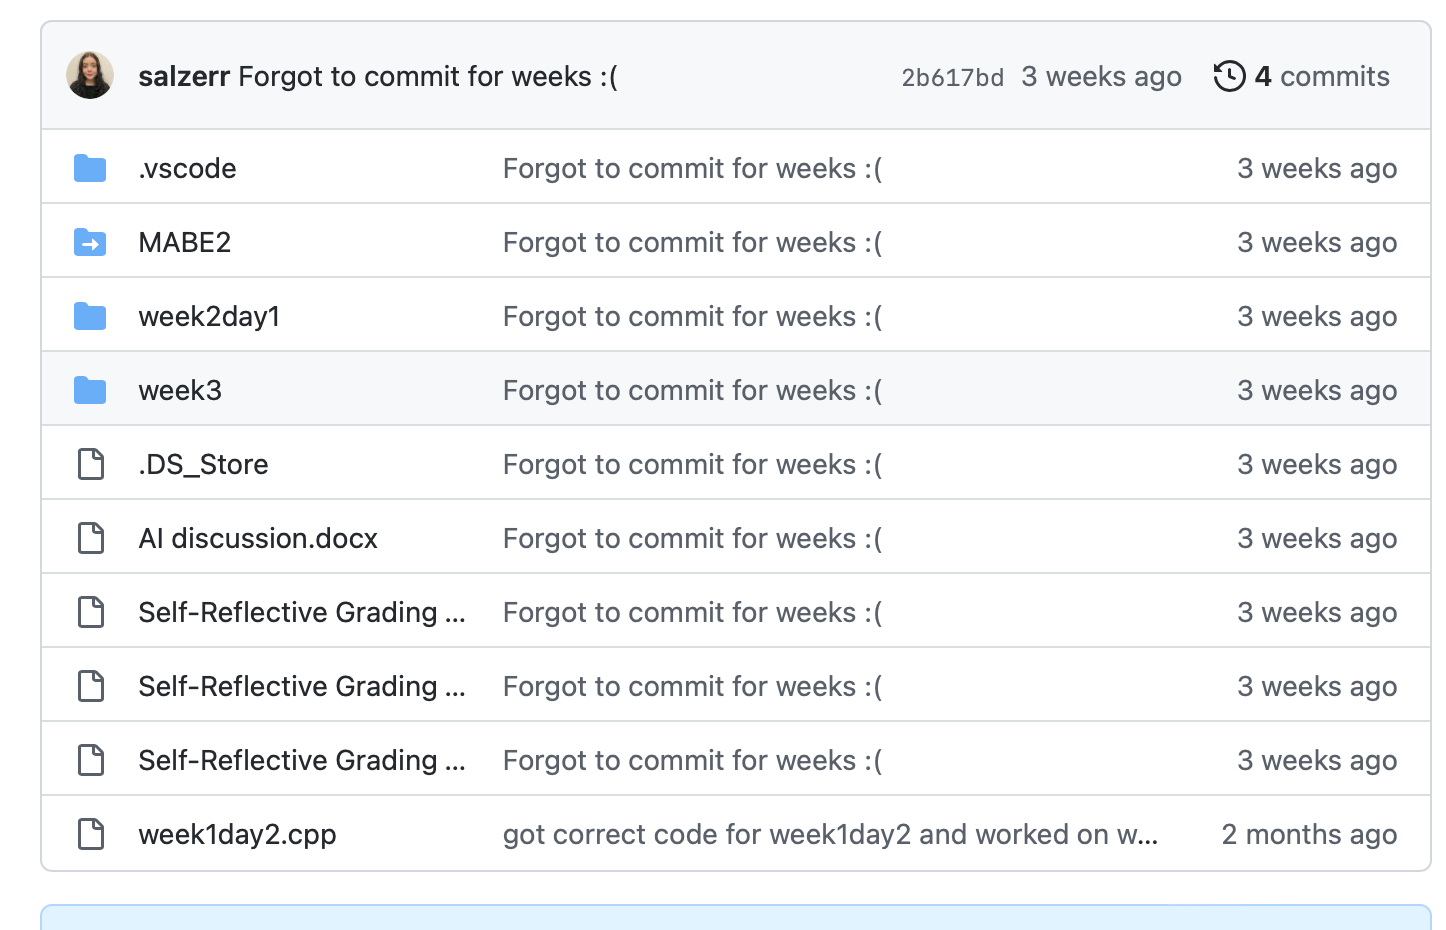 salzerr Forgot to commit for weeks :( 2b617bd 3 weeks ago 4 commits
.vscode Forgot to commit for weeks :( 3 weeks ago
MABE2 Forgot to commit for weeks :( 3 weeks ago
week2day1 Forgot to commit for weeks :( 3 weeks ago
week3 Forgot to commit for weeks :( 3 weeks ago
.DS_Store Forgot to commit for weeks :( 3 weeks ago
AI discussion.docx Forgot to commit for weeks :( 3 weeks ago
Self-Reflective Grading ... Forgot to commit for weeks :( 3 weeks ago
Self-Reflective Grading ... Forgot to commit for weeks :( 3 weeks ago
Self-Reflective Grading ... Forgot to commit for weeks :( 3 weeks ago
week1day2.cpp got correct code for week1day2 and worked on w... 2 months ago